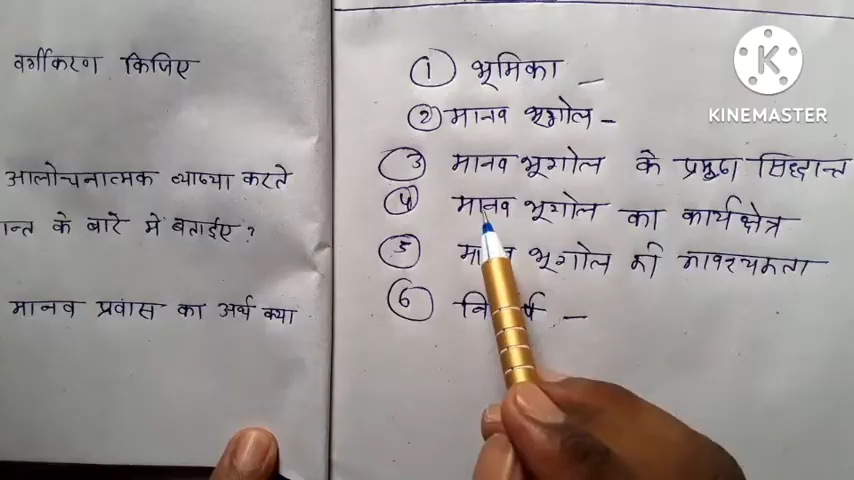 वर्गीकरण किजिए
आलोचनात्मक व्याख्या करते
न्त के बारे में बताईए ?
मानव प्रवास का अर्थ क्या
① भूमिका –
② मानव भूगोल –
③ मानव भूगोल के प्रमुख सिद्धान्त
④ मानव भूगोल का कार्यक्षेत्र
⑤ भूगोल की आवश्यकता
⑥
K
KINEMASTER